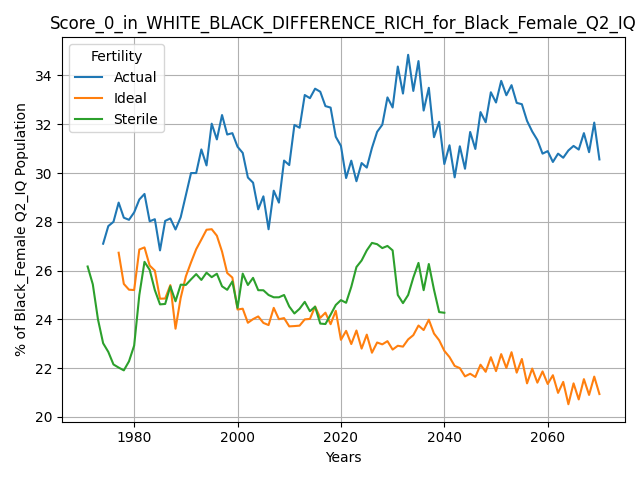 Score_0_in_WHITE_BLACK_DIFFERENCE_RICH_for_Black_Female_Q2_IQ
Fertility
Actual
Ideal
Sterile
% of Black_Female Q2_IQ Population
34
32
30
28
26
24
22
20
1980
2000
2020
2040
2060
Years